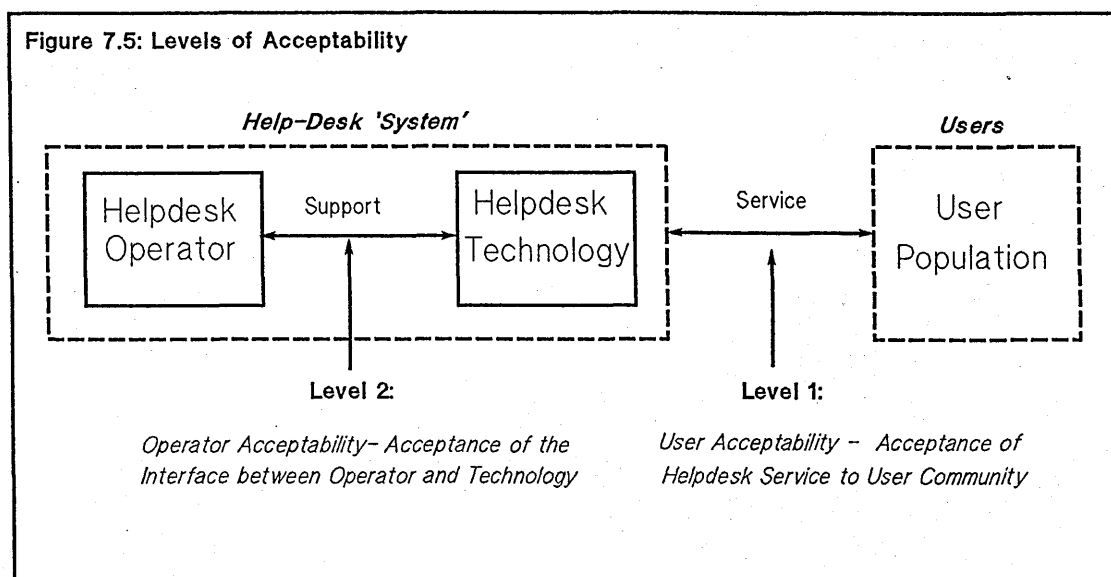 Figure 7.5: Levels of Acceptability
Help-Desk 'System'
Users
Helpdesk
Operator
Support
Helpdesk
Technology
Service
User
Population
Level 2:
Operator Acceptability- Acceptance of the
Interface between Operator and Technology
Level 1:
User Acceptability - Acceptance of
Helpdesk Service to User Community